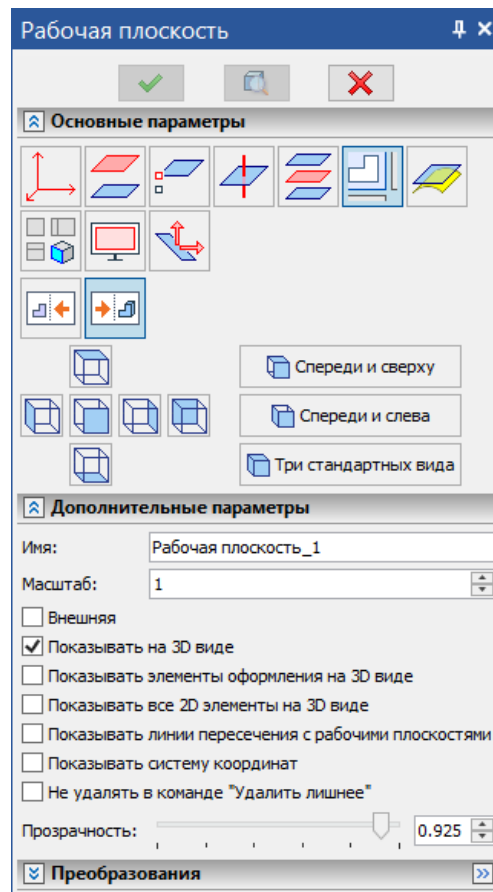 Рабочая плоскость
Основные параметры
Спереди и сверху
Спереди и слева
Три стандартных вида
Дополнительные параметры
Имя: Рабочая плоскость_1
Масштаб: 1
Внешняя
Показывать на 3D виде
Показывать элементы оформления на 3D виде
Показывать все 2D элементы на 3D виде
Показывать линии пересечения с рабочими плоскостями
Показывать систему координат
Не удалять в команде "Удалить лишнее"
Прозрачность: 0.925
Преобразования